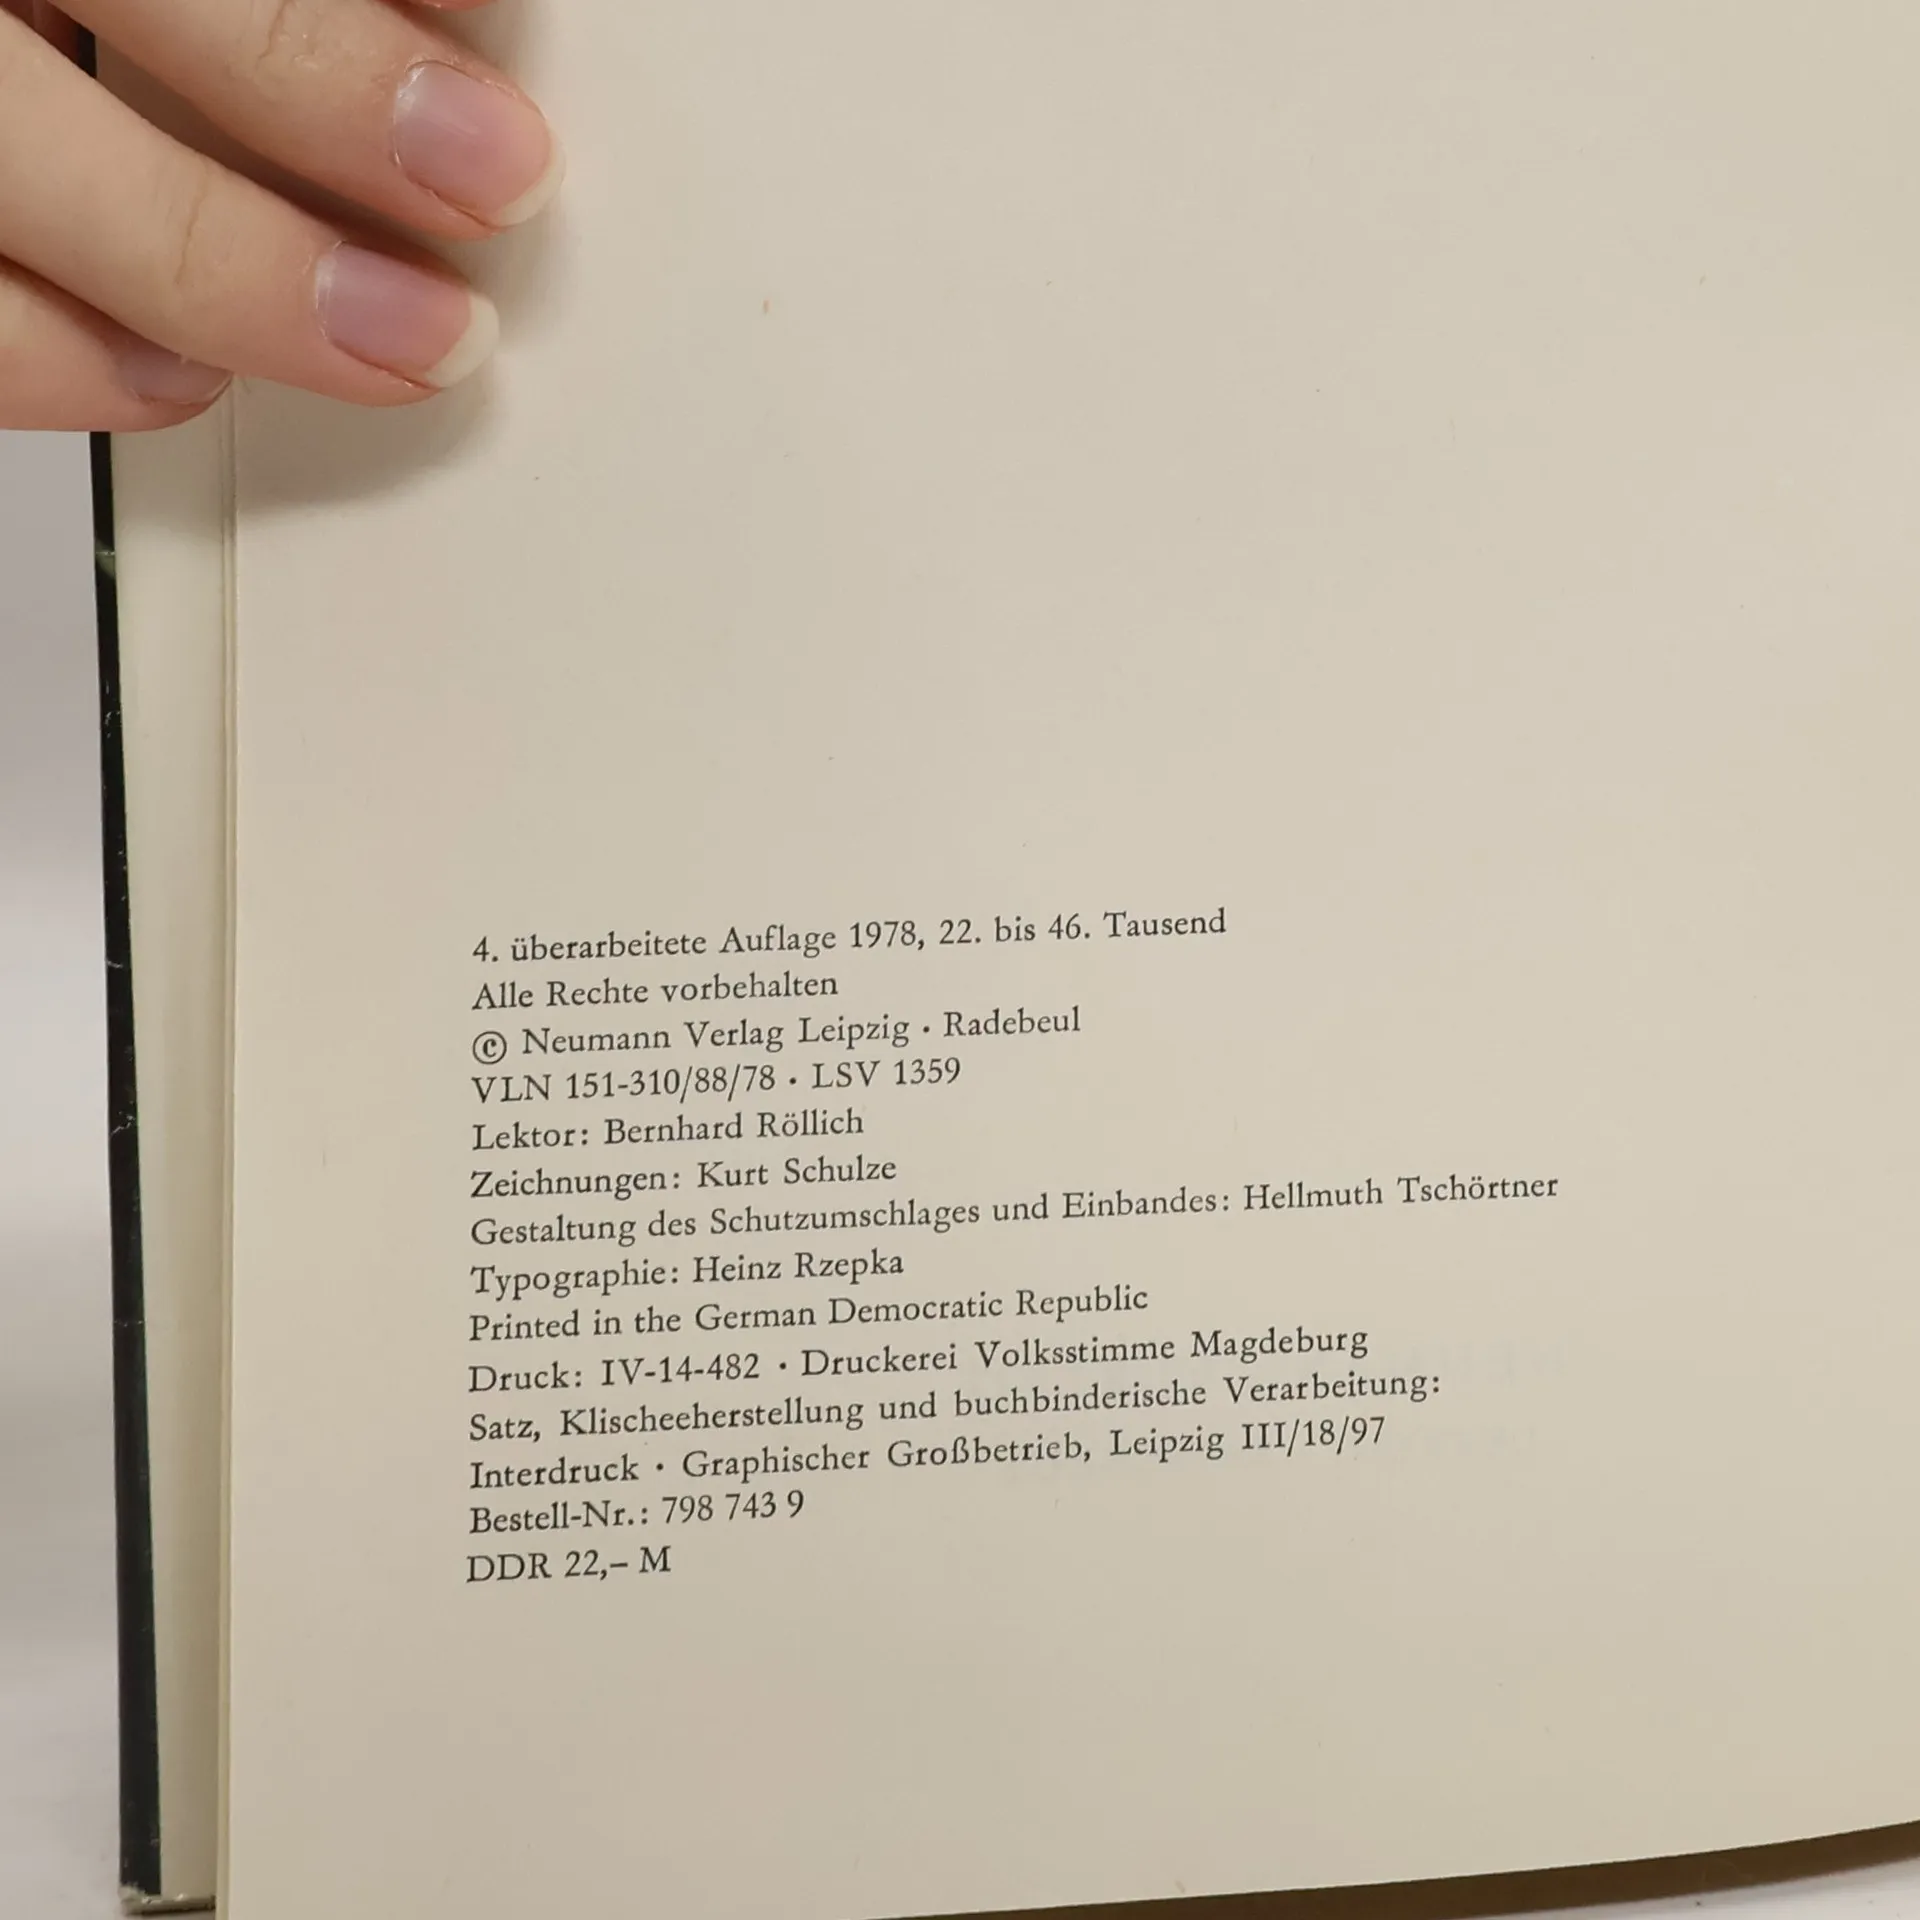 4. überarbeitete Auflage 1978, 22. bis 46. Tausend
Alle Rechte vorbehalten
© Neumann Verlag Leipzig · Radebeul
VLN 151-310/88/78 · LSV 1359
Lektor: Bernhard Röllich
Zeichnungen: Kurt Schulze
Gestaltung des Schutzumschlages und Einbandes: Hellmuth Tschörtner
Typographie: Heinz Rzepka
Printed in the German Democratic Republic
Druck: IV-14-482 · Druckerei Volksstimme Magdeburg
Satz, Klischeeherstellung und buchbinderische Verarbeitung:
Interdruck · Graphischer Großbetrieb, Leipzig III/18/97
Bestell-Nr.: 798 743 9
DDR 22,– M